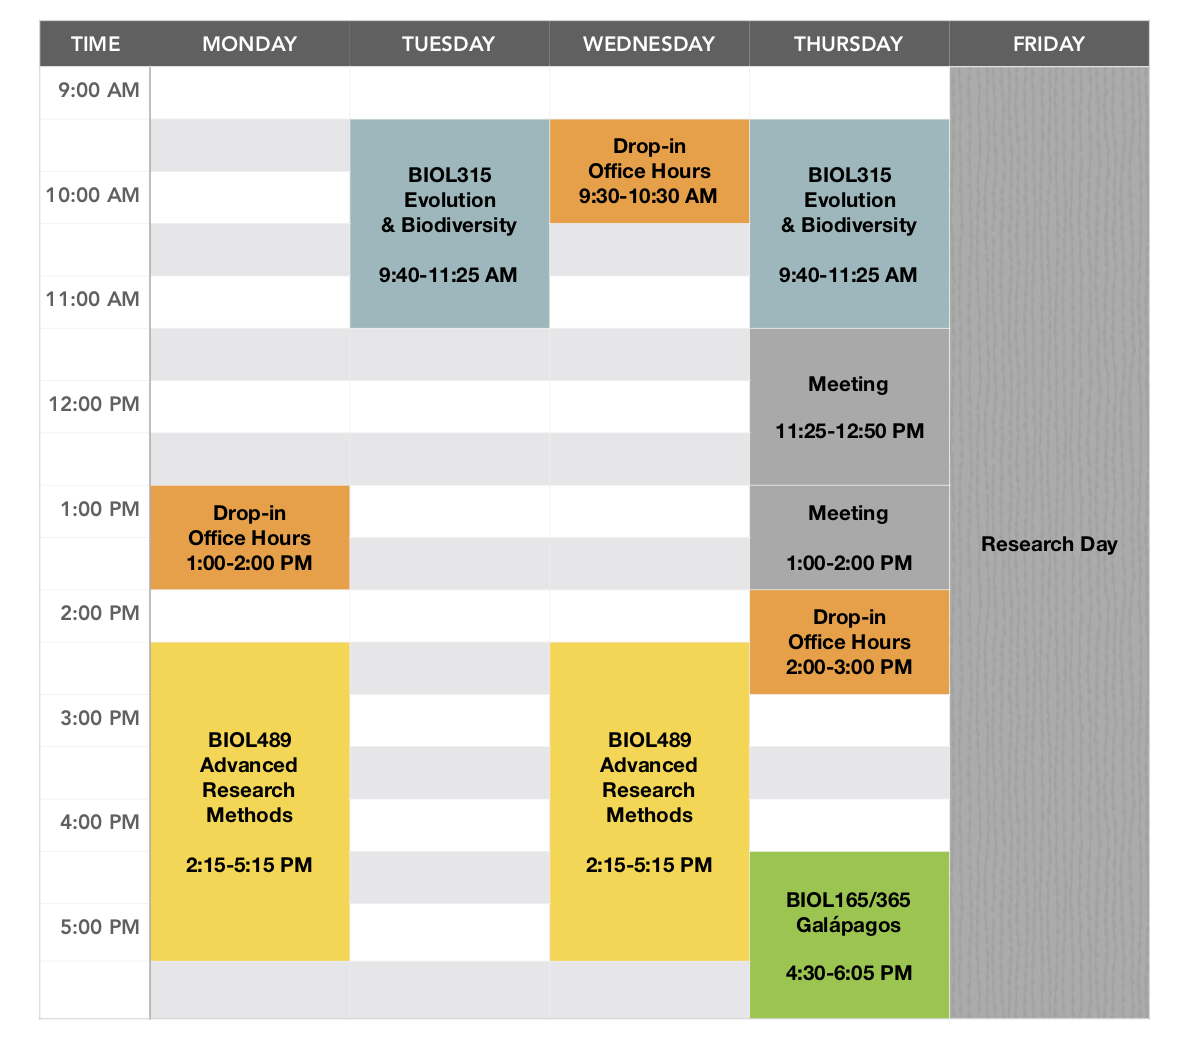 TIME MONDAY TUESDAY WEDNESDAY THURSDAY FRIDAY
9:00 AM
10:00 AM
11:00 AM
12:00 PM
1:00 PM
2:00 PM
3:00 PM
4:00 PM
5:00 PM
Drop-in
Office Hours
1:00-2:00 PM
BIOL489
Advanced
Research
Methods
2:15-5:15 PM
BIOL315
Evolution
& Biodiversity
9:40-11:25 AM
Drop-in
Office Hours
9:30-10:30 AM
BIOL489
Advanced
Research
Methods
2:15-5:15 PM
BIOL315
Evolution
& Biodiversity
9:40-11:25 AM
Meeting
11:25-12:50 PM
Meeting
1:00-2:00 PM
Drop-in
Office Hours
2:00-3:00 PM
BIOL165/365
Galápagos
4:30-6:05 PM
Research Day